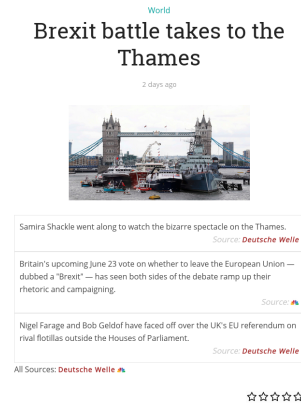 World
Brexit battle takes to the
Thames
2 days ago
Samira Shackle went along to watch the bizarre spectacle on the Thames.
Source: Deutsche Welle
Britain's upcoming June 23 vote on whether to leave the European Union —
dubbed a "Brexit" — has seen both sides of the debate ramp up their
rhetoric and campaigning.
Source:
Nigel Farage and Bob Geldof have faced off over the UK's EU referendum on
rival flotillas outside the Houses of Parliament.
Source: Deutsche Welle
All Sources: Deutsche Welle